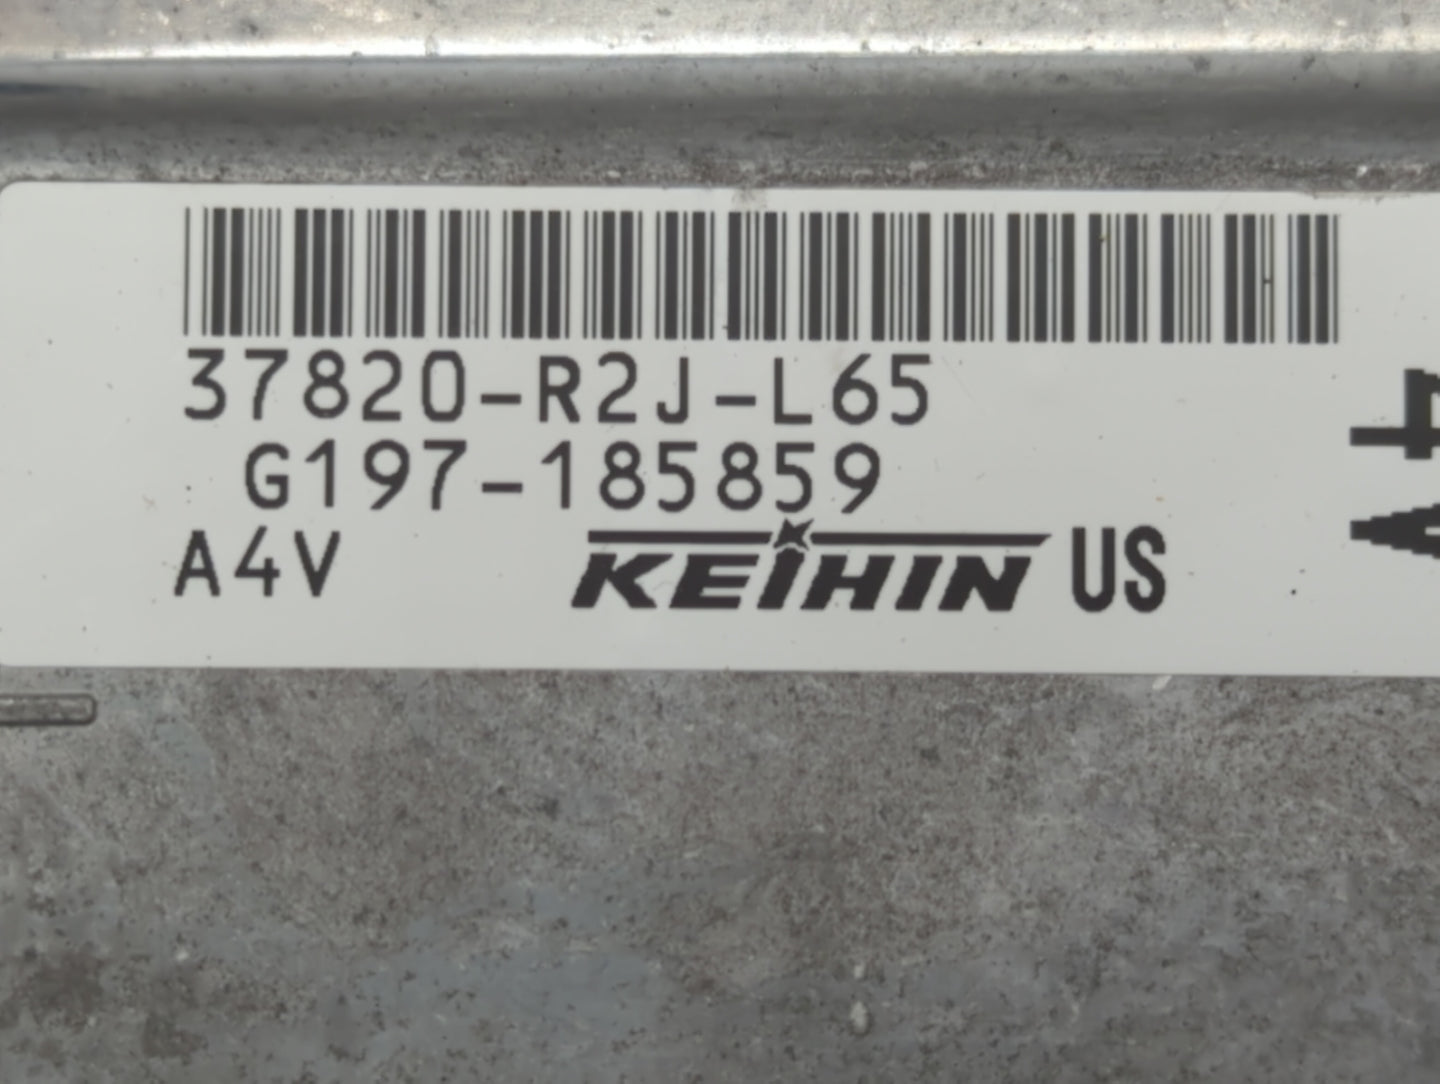 37820-R2J-L65
G197-185859
A4V KEIHIN US